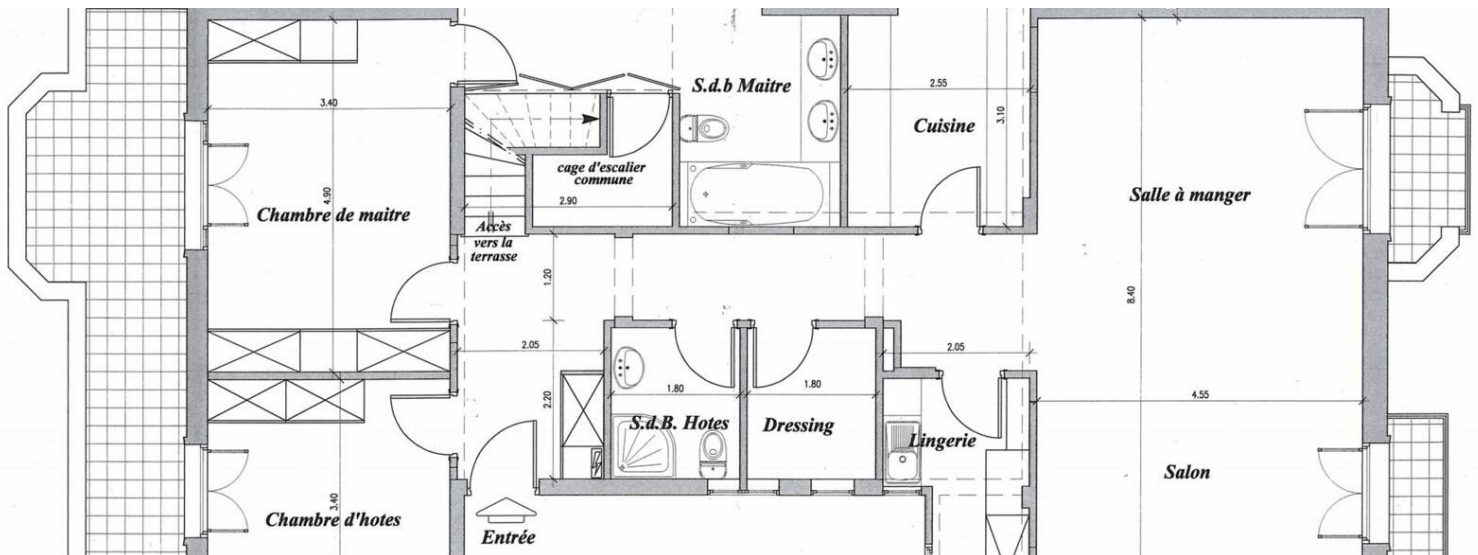 3.40
S.d.b Maitre
2.55
3.10
Cuisine
cage d'escalier
commune
4.90
Chambre de maitre
2.90
Salle à manger
Accès
vers la
terrasse
1.20
8.40
2.05
2.05
1.80
1.80
4.55
2.20
S.d.B. Hotes
Dressing
Lingerie
Salon
3.40
Chambre d'hotes
Entrée